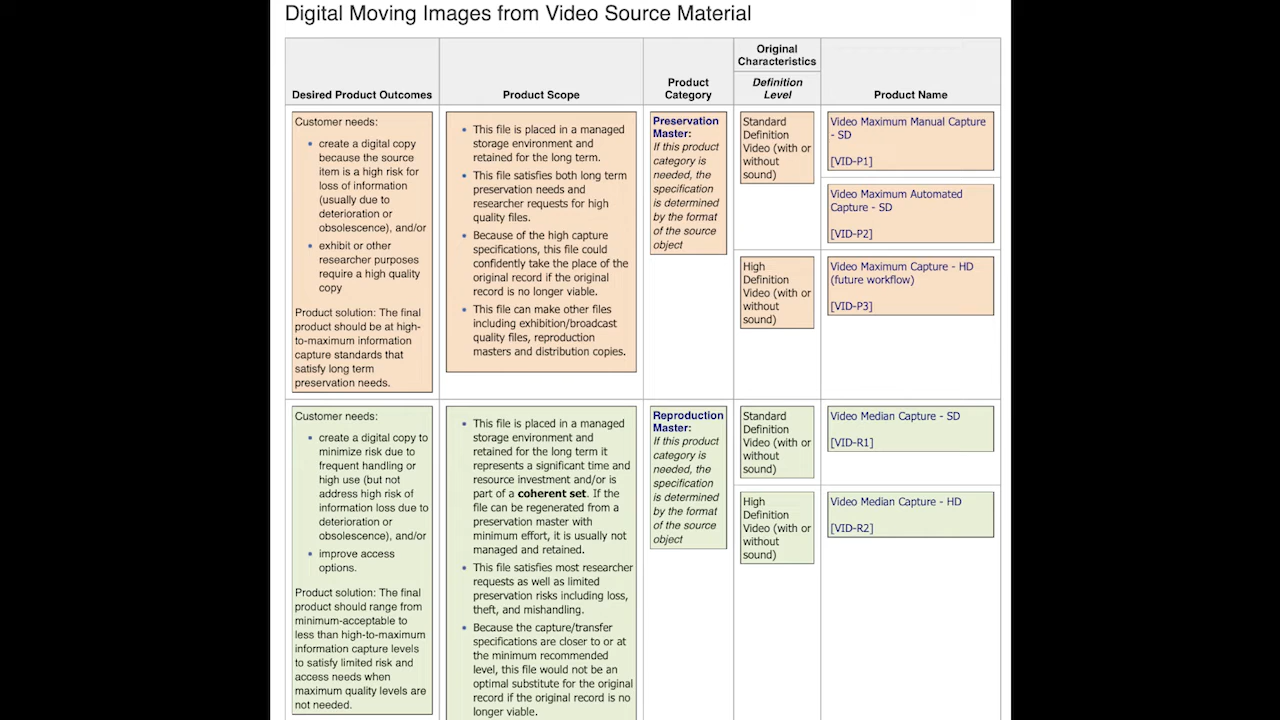 Digital Moving Images from Video Source Material
Desired Product Outcomes
Product Scope
Product
Category
Original
Characteristics
Definition
Level
Product Name
Customer needs:
• create a digital copy
because the source
item is a high risk for
loss of information
(usually due to
deterioration or
obsolescence), and/or
• exhibit or other
researcher purposes
require a high quality
copy
Product solution: The final
product should be at high-
to-maximum information
capture standards that
satisfy long term
preservation needs.
• This file is placed in a managed
storage environment and
retained for the long term.
• This file satisfies both long term
preservation needs and
researcher requests for high
quality files.
• Because of the high capture
specifications, this file could
confidently take the place of the
original record if the original
record is no longer viable.
• This file can make other files
including exhibition/broadcast
quality files, reproduction
masters and distribution copies.
Preservation
Master:
If this product
category is
needed, the
specification
is determined
by the format
of the source
object
Standard
Definition
Video (with or
without
sound)
Video Maximum Manual Capture
- SD
[VID-P1]
Video Maximum Automated
Capture - SD
[VID-P2]
High
Definition
Video (with or
without
sound)
Video Maximum Capture - HD
(future workflow)
[VID-P3]
Customer needs:
• create a digital copy to
minimize risk due to
frequent handling or
high use (but not
address high risk of
information loss due to
deterioration or
obsolescence), and/or
• improve access
options.
Product solution: The final
product should range from
minimum-acceptable to
less than high-to-maximum
information capture levels
to satisfy limited risk and
access needs when
maximum quality levels are
not needed.
• This file is placed in a managed
storage environment and
retained for the long term it
represents a significant time and
resource investment and/or is
part of a coherent set. If the
file can be regenerated from a
preservation master with
minimum effort, it is usually not
managed and retained.
• This file satisfies most researcher
requests as well as limited
preservation risks including loss,
theft, and mishandling.
• Because the capture/transfer
specifications are closer to or at
the minimum recommended
level, this file would not be an
optimal substitute for the original
record if the original record is no
longer viable.
Reproduction
Master:
If this product
category is
needed, the
specification
is determined
by the format
of the source
object
Standard
Definition
Video (with or
without
sound)
Video Median Capture - SD
[VID-R1]
High
Definition
Video (with or
without
sound)
Video Median Capture - HD
[VID-R2]